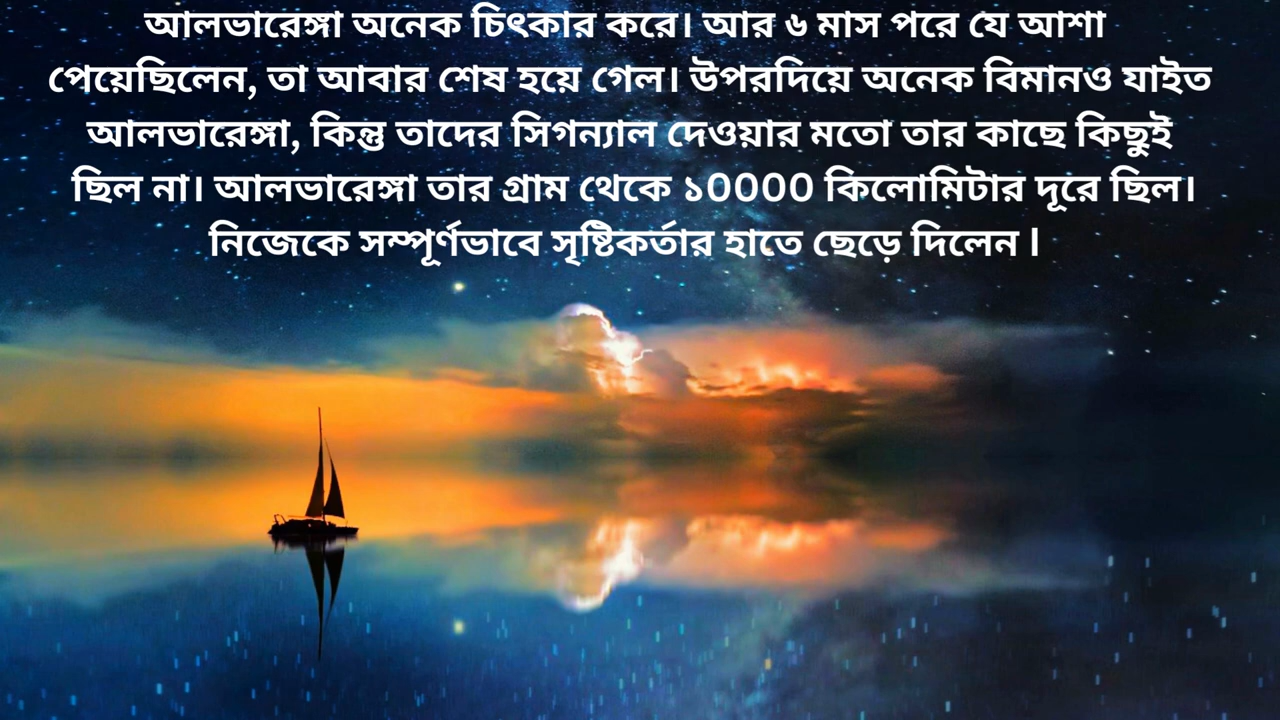 আলভারেঙ্গা অনেক চিৎকার করে। আর ৬ মাস পরে যে আশা
পেয়েছিলেন, তা আবার শেষ হয়ে গেল। উপরদিয়ে অনেক বিমানও যাইত
আলভারেঙ্গা, কিন্তু তাদের সিগন্যাল দেওয়ার মতো তার কাছে কিছুই
ছিল না। আলভারেঙ্গা তার গ্রাম থেকে ১0000 কিলোমিটার দূরে ছিল।
নিজেকে সম্পূর্ণভাবে সৃষ্টিকর্তার হাতে ছেড়ে দিলেন।